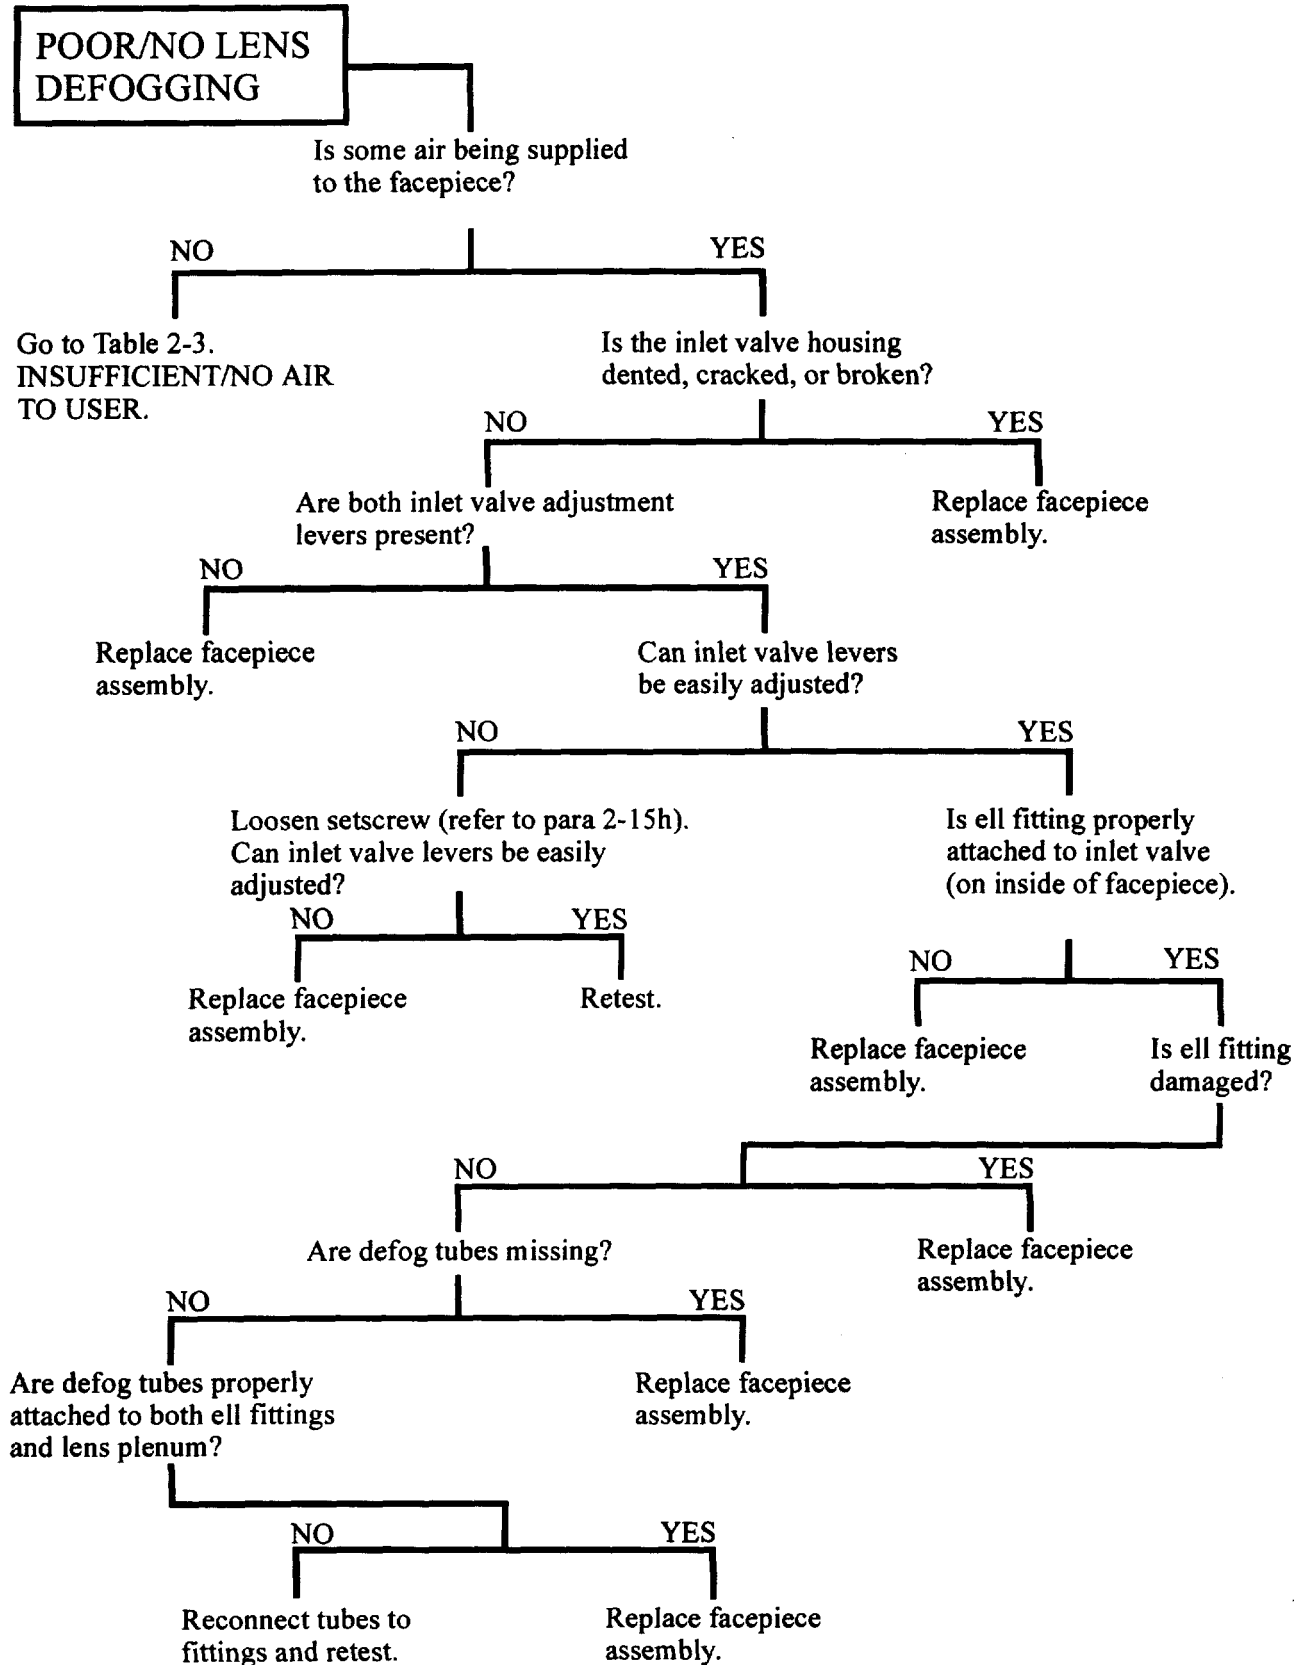 POOR/NO LENS
DEFOGGING
Is some air being supplied
to the facepiece?
NO
YES
Go to Table 2-3.
INSUFFICIENT/NO AIR
TO USER.
Is the inlet valve housing
dented, cracked, or broken?
NO
YES
Are both inlet valve adjustment
levers present?
Replace facepiece
assembly.
NO
YES
Replace facepiece
assembly.
Can inlet valve levers
be easily adjusted?
NO
YES
Loosen setscrew (refer to para 2-15h).
Can inlet valve levers be easily
adjusted?
Is ell fitting properly
attached to inlet valve
(on inside of facepiece).
NO
YES
Replace facepiece
assembly.
Retest.
NO
YES
Replace facepiece
assembly.
Is ell fitting
damaged?
NO
YES
Are defog tubes missing?
Replace facepiece
assembly.
NO
YES
Are defog tubes properly
attached to both ell fittings
and lens plenum?
Replace facepiece
assembly.
NO
YES
Reconnect tubes to
fittings and retest.
Replace facepiece
assembly.